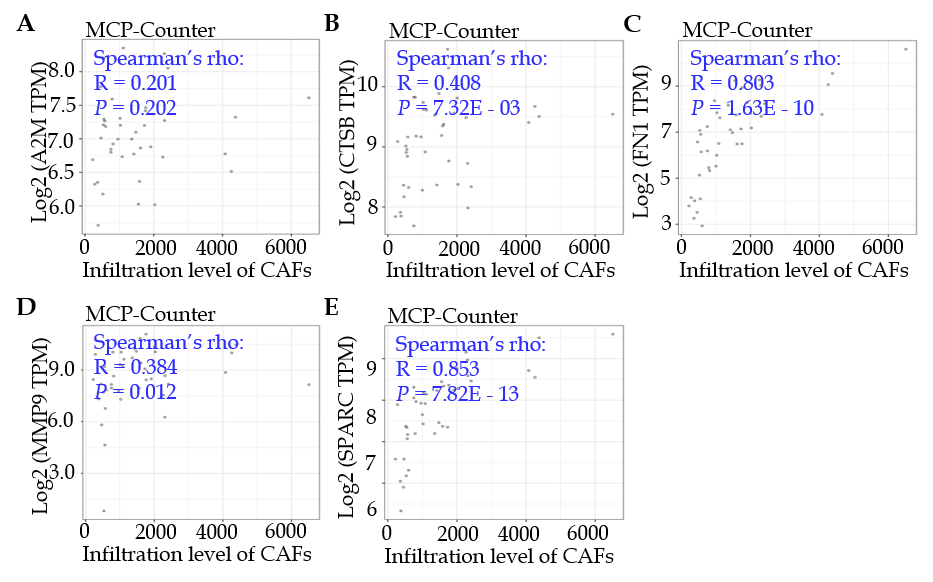 A
MCP-Counter
Spearman's rho:
R = 0.201
P = 0.202
Log2 (A2M TPM)
8.0
7.5
7.0
6.5
6.0
0 2000 4000 6000
Infiltration level of CAFs
B
MCP-Counter
Spearman's rho:
R = 0.408
P = 7.32E - 03
Log2 (CTSB TPM)
10
9
8
0 2000 4000 6000
Infiltration level of CAFs
C
MCP-Counter
Spearman's rho:
R = 0.803
P = 1.63E - 10
Log2 (FN1 TPM)
9
7
5
3
0 2000 4000 6000
Infiltration level of CAFs
D
MCP-Counter
Spearman's rho:
R = 0.384
P = 0.012
Log2 (MMP9 TPM)
9.0
6.0
3.0
0 2000 4000 6000
Infiltration level of CAFs
E
MCP-Counter
Spearman's rho:
R = 0.853
P = 7.82E - 13
Log2 (SPARC TPM)
9
8
7
6
0 2000 4000 6000
Infiltration level of CAFs